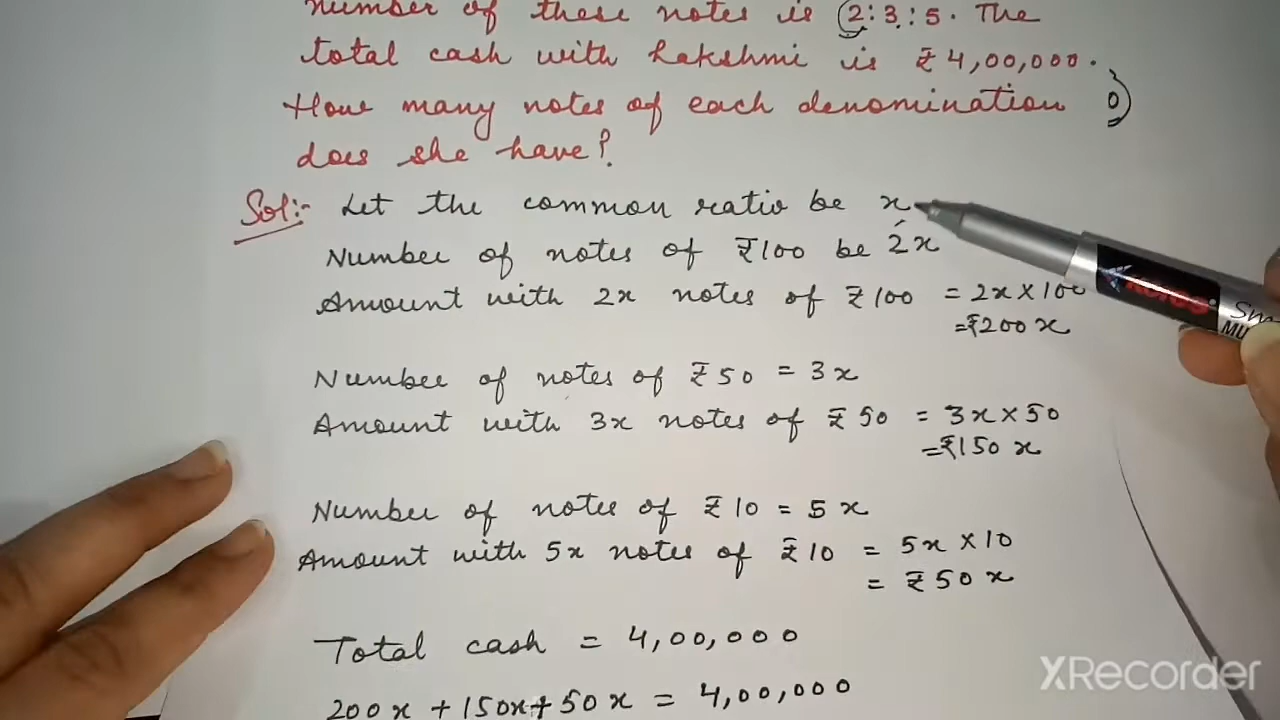 number of these notes is 2:3:5. The
total cash with Lakshmi is ₹4,00,000.
How many notes of each denomination
does she have?
Sol:- Let the common ratio be x
Number of notes of ₹100 be 2x
Amount with 2x notes of ₹100 = 2x×100
=₹200x
Number of notes of ₹50 = 3x
Amount with 3x notes of ₹50 = 3x×50
=₹150x
Number of notes of ₹10 = 5x
Amount with 5x notes of ₹10 = 5x×10
= ₹50x
Total cash = 4,00,000
200x + 150x + 50x = 4,00,000
XRecorder